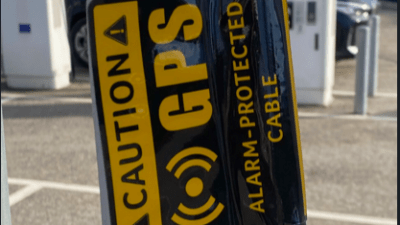 CAUTION
GPS
ALARM-PROTECTED
CABLE